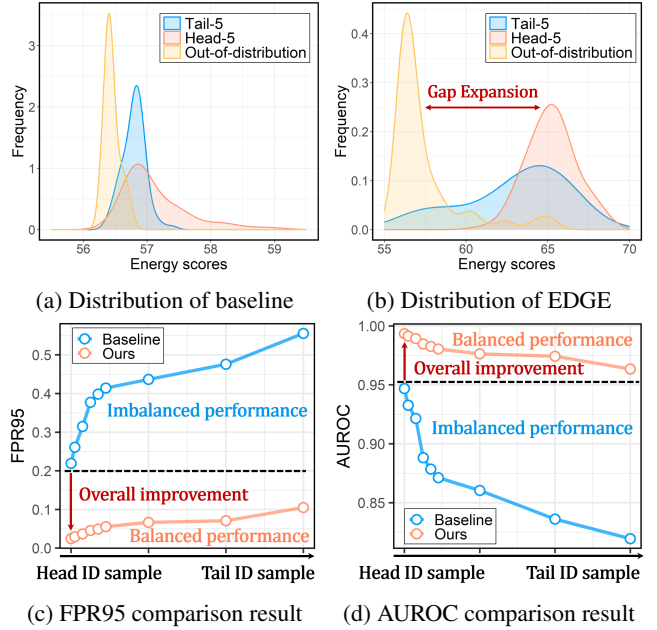 Tail-5
Head-5
Out-of-distribution
Frequency
3
2
1
0
56
57
58
59
Energy scores
(a) Distribution of baseline
Tail-5
Head-5
Out-of-distribution
Gap Expansion
Frequency
0.4
0.3
0.2
0.1
0.0
55
60
65
70
Energy scores
(b) Distribution of EDGE
Baseline
Ours
Imbalanced performance
Overall improvement
Balanced performance
FPR95
0.5
0.4
0.3
0.2
0.1
0.0
Head ID sample
Tail ID sample
(c) FPR95 comparison result
Balanced performance
Overall improvement
Imbalanced performance
Baseline
Ours
AUROC
1.00
0.95
0.90
0.85
Head ID sample
Tail ID sample
(d) AUROC comparison result